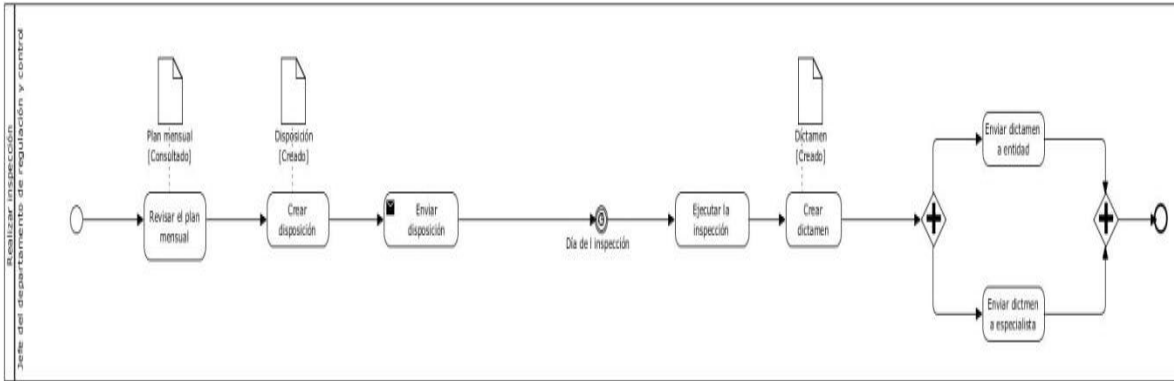 Realizar inspección
Jefe del departamento de regulación y control
Plan mensual
[Consultado]
Disposición
[Creado]
Dictamen
[Creado]
Revisar el plan
mensual
Crear
disposición
Enviar
disposición
Día de l inspección
Ejecutar la
inspección
Crear
dictamen
Enviar dictamen
a entidad
Enviar dictmen
a especialista